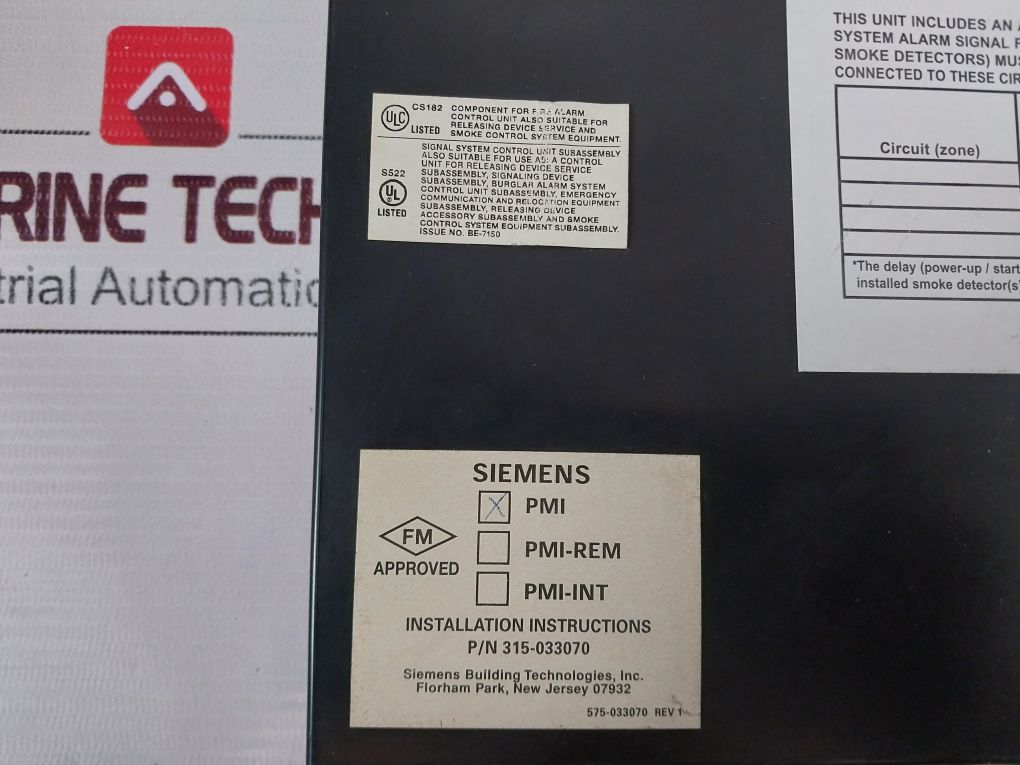 RINE TECH
trial Automatic
ULC
CS182
LISTED
COMPONENT FOR FIRE ALARM
CONTROL UNIT ALSO SUITABLE FOR
RELEASING DEVICE SERVICE AND
SMOKE CONTROL SYSTEM EQUIPMENT.
S522
UL
LISTED
SIGNAL SYSTEM CONTROL UNIT SUBASSEMBLY
ALSO SUITABLE FOR USE AS: A CONTROL
UNIT FOR RELEASING DEVICE SERVICE
SUBASSEMBLY, SIGNALING DEVICE
SUBASSEMBLY, BURGLAR ALARM SYSTEM
CONTROL UNIT SUBASSEMBLY, EMERGENCY
COMMUNICATION AND RELOCATION EQUIPMENT
SUBASSEMBLY, RELEASING DEVICE
ACCESSORY SUBASSEMBLY AND SMOKE
CONTROL SYSTEM EQUIPMENT SUBASSEMBLY.
ISSUE NO. BE-7150
THIS UNIT INCLUDES AN A
SYSTEM ALARM SIGNAL F
SMOKE DETECTORS) MUS
CONNECTED TO THESE CIR
Circuit (zone)
*The delay (power-up / start
installed smoke detector(s)
SIEMENS
X PMI
FM
APPROVED
PMI-REM
PMI-INT
INSTALLATION INSTRUCTIONS
P/N 315-033070
Siemens Building Technologies, Inc.
Florham Park, New Jersey 07932
575-033070 REV 1